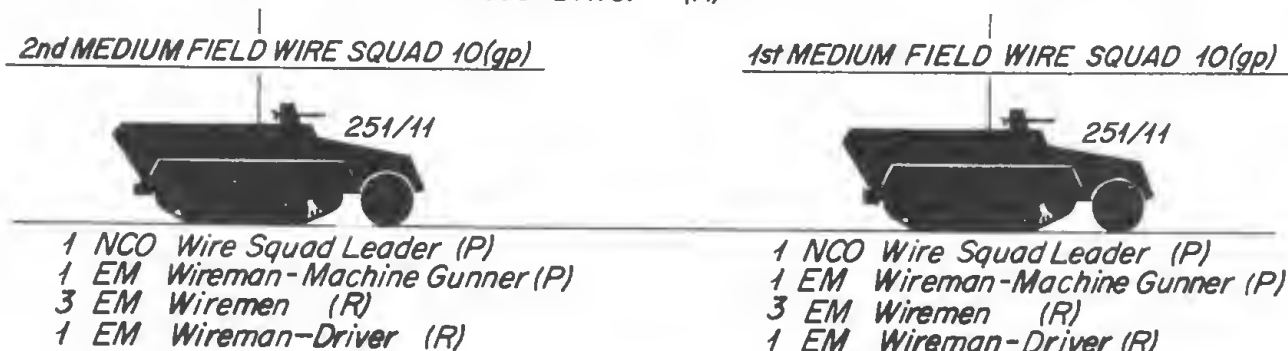 2nd MEDIUM FIELD WIRE SQUAD 10(gp)
251/11
1 NCO Wire Squad Leader (P)
1 EM Wireman-Machine Gunner (P)
3 EM Wiremen (R)
1 EM Wireman-Driver (R)
1st MEDIUM FIELD WIRE SQUAD 10(gp)
251/11
1 NCO Wire Squad Leader (P)
1 EM Wireman-Machine Gunner (P)
3 EM Wiremen (R)
1 EM Wireman-Driver (R)